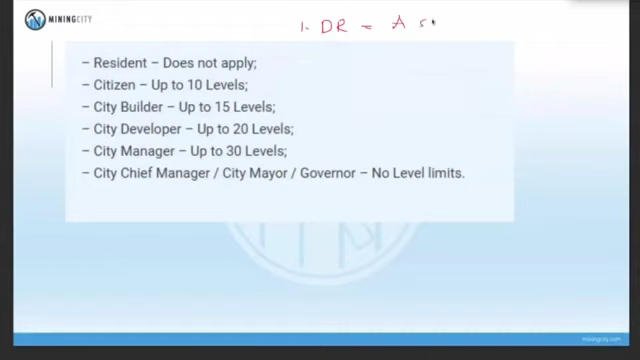 MININGCITY
1. DR = A S
– Resident – Does not apply;
– Citizen – Up to 10 Levels;
– City Builder – Up to 15 Levels;
– City Developer – Up to 20 Levels;
– City Manager – Up to 30 Levels;
– City Chief Manager / City Mayor / Governor – No Level limits.
miningcity.com